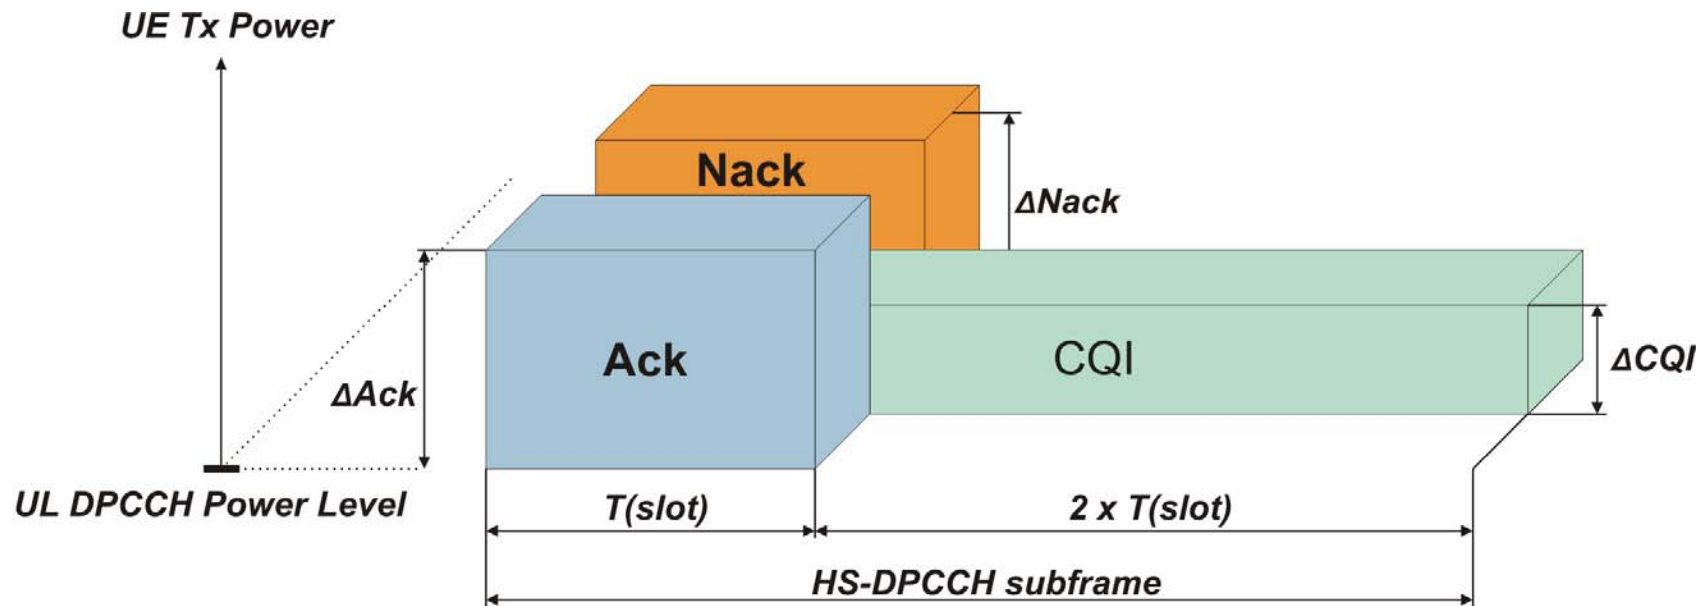 UE Tx Power
Nack
ΔNack
Ack
CQI
ΔCQI
ΔAck
UL DPCCH Power Level
T(slot)
2 x T(slot)
HS-DPCCH subframe